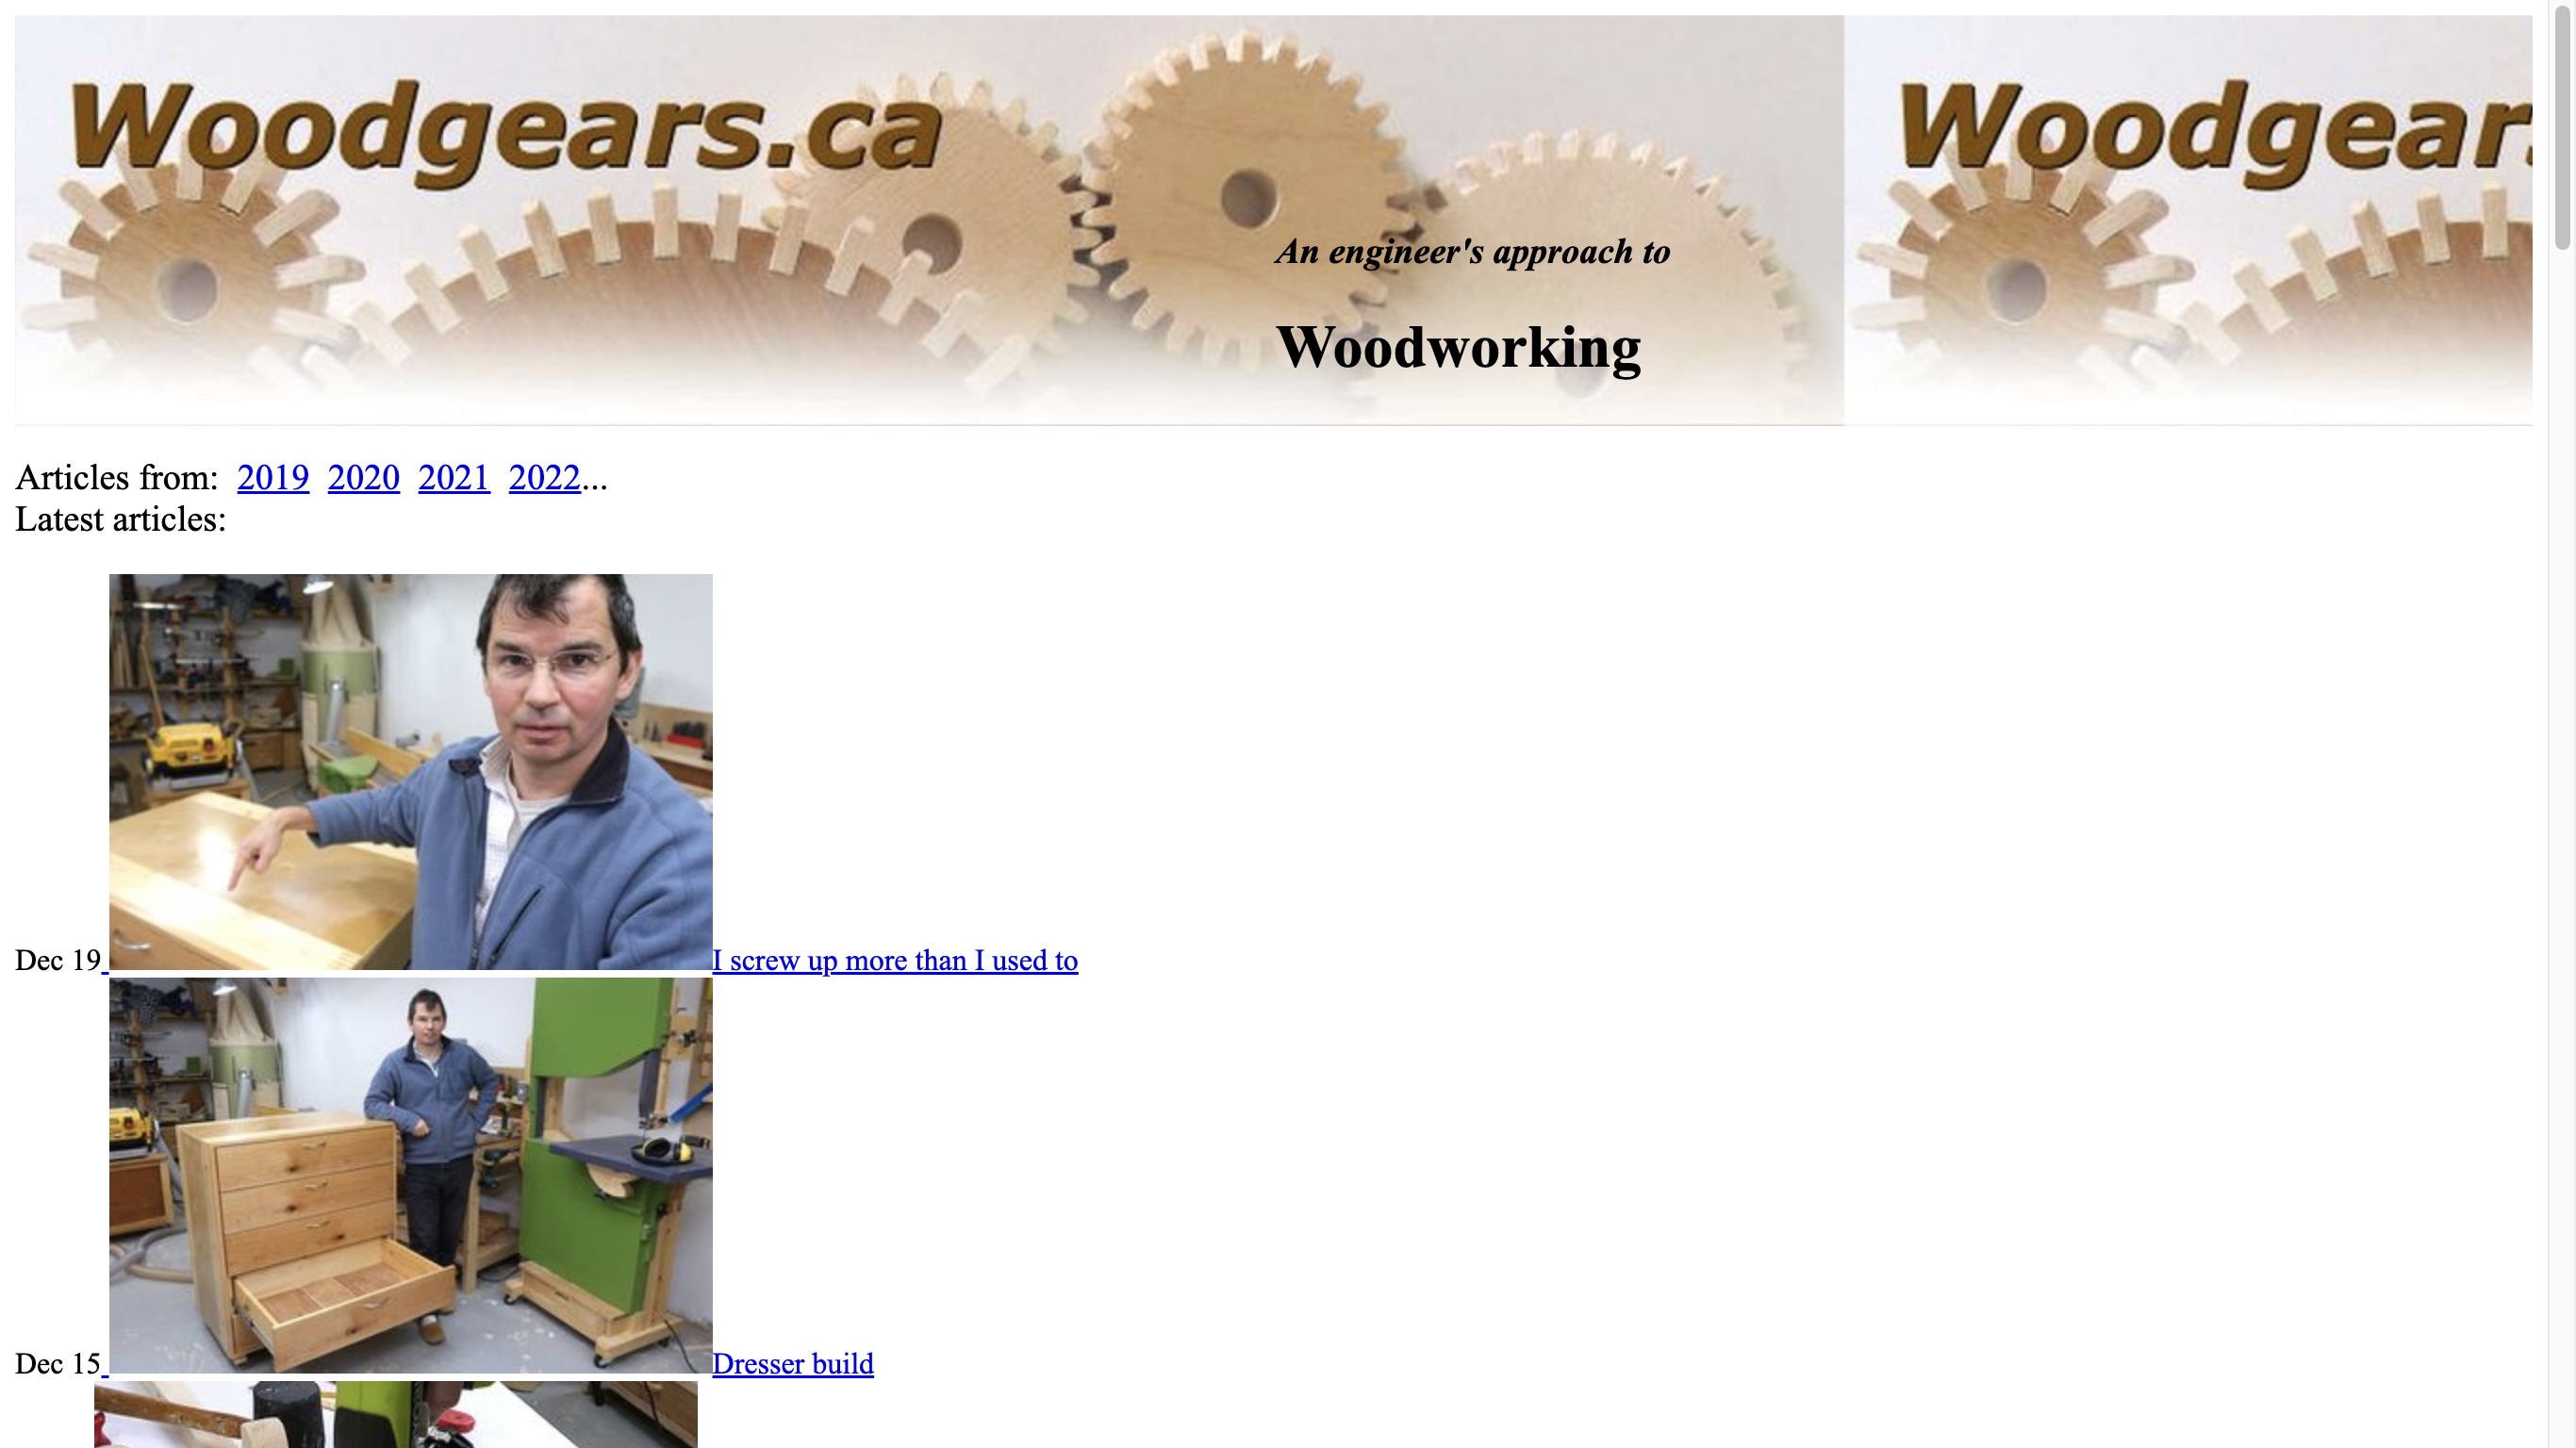 Woodgears.ca Woodgear
An engineer's approach to
Woodworking
Articles from: 2019 2020 2021 2022...
Latest articles:
Dec 19 I screw up more than I used to
Dec 15 Dresser build